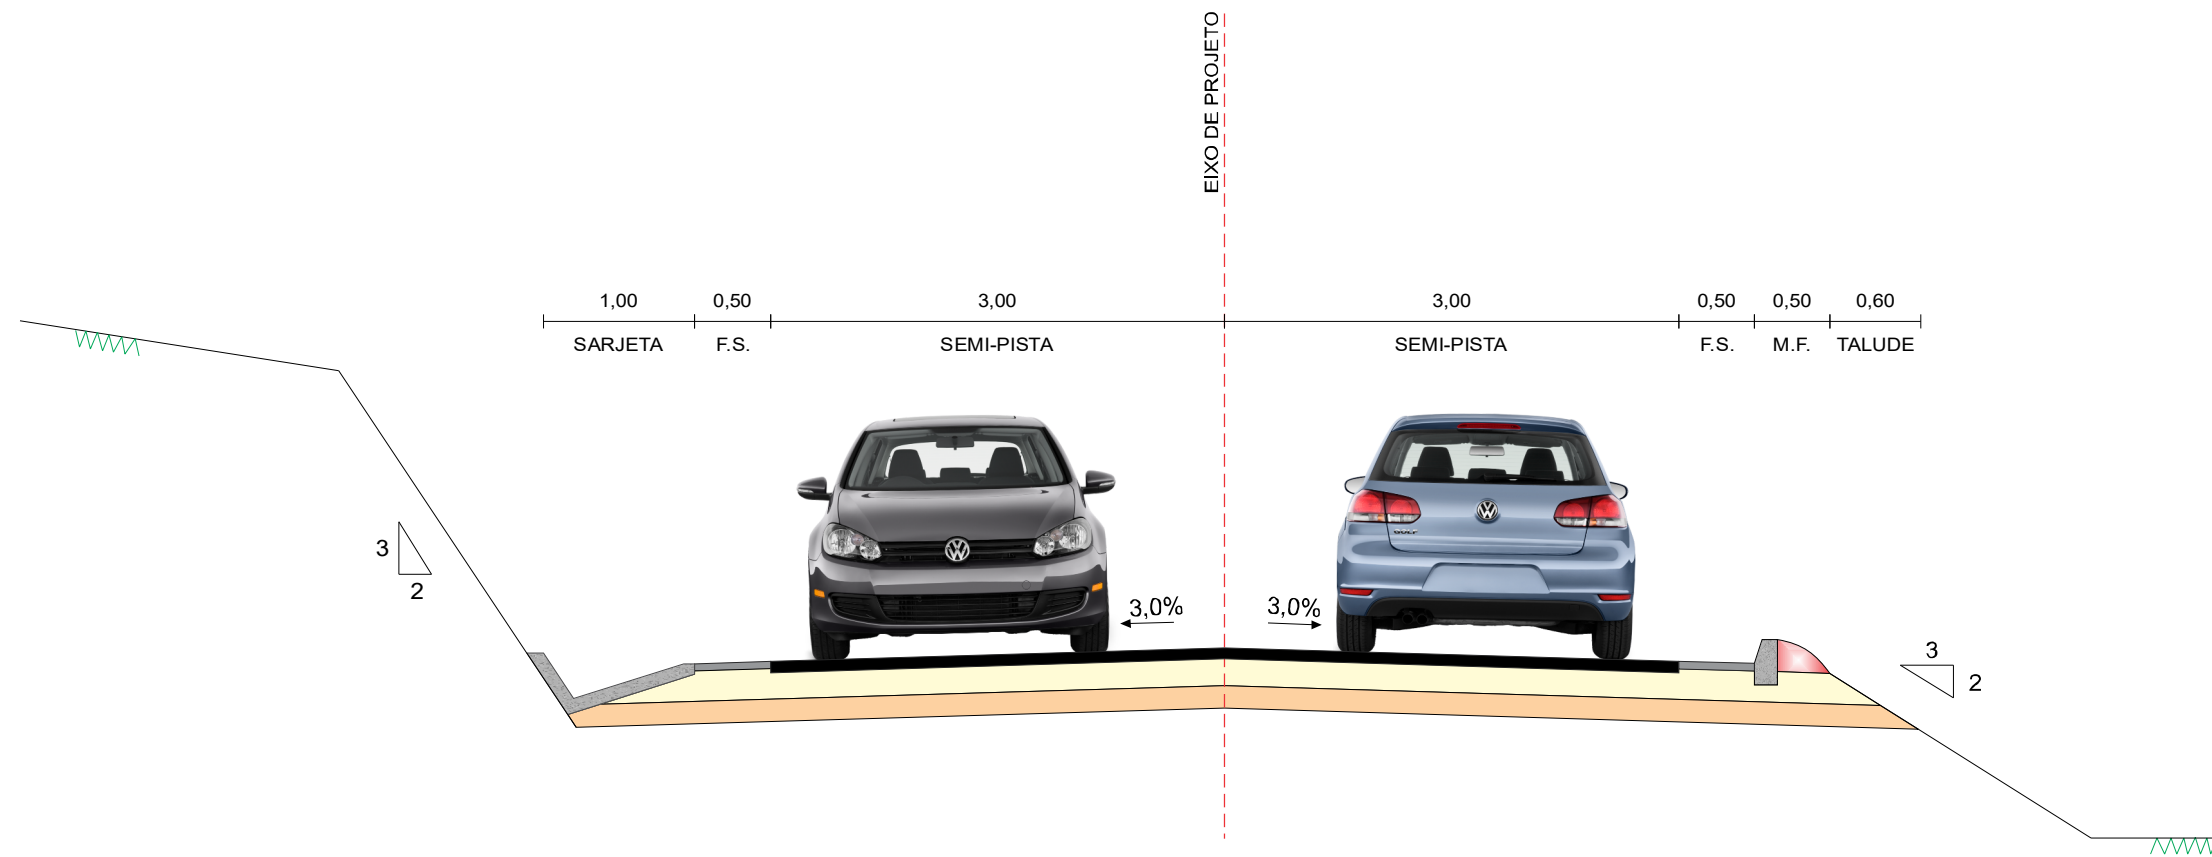 EIXO DE PROJETO
1,00 0,50 3,00 3,00 0,50 0,50 0,60
SARJETA F.S. SEMI-PISTA SEMI-PISTA F.S. M.F. TALUDE
3
2
3,0% 3,0%
3
2